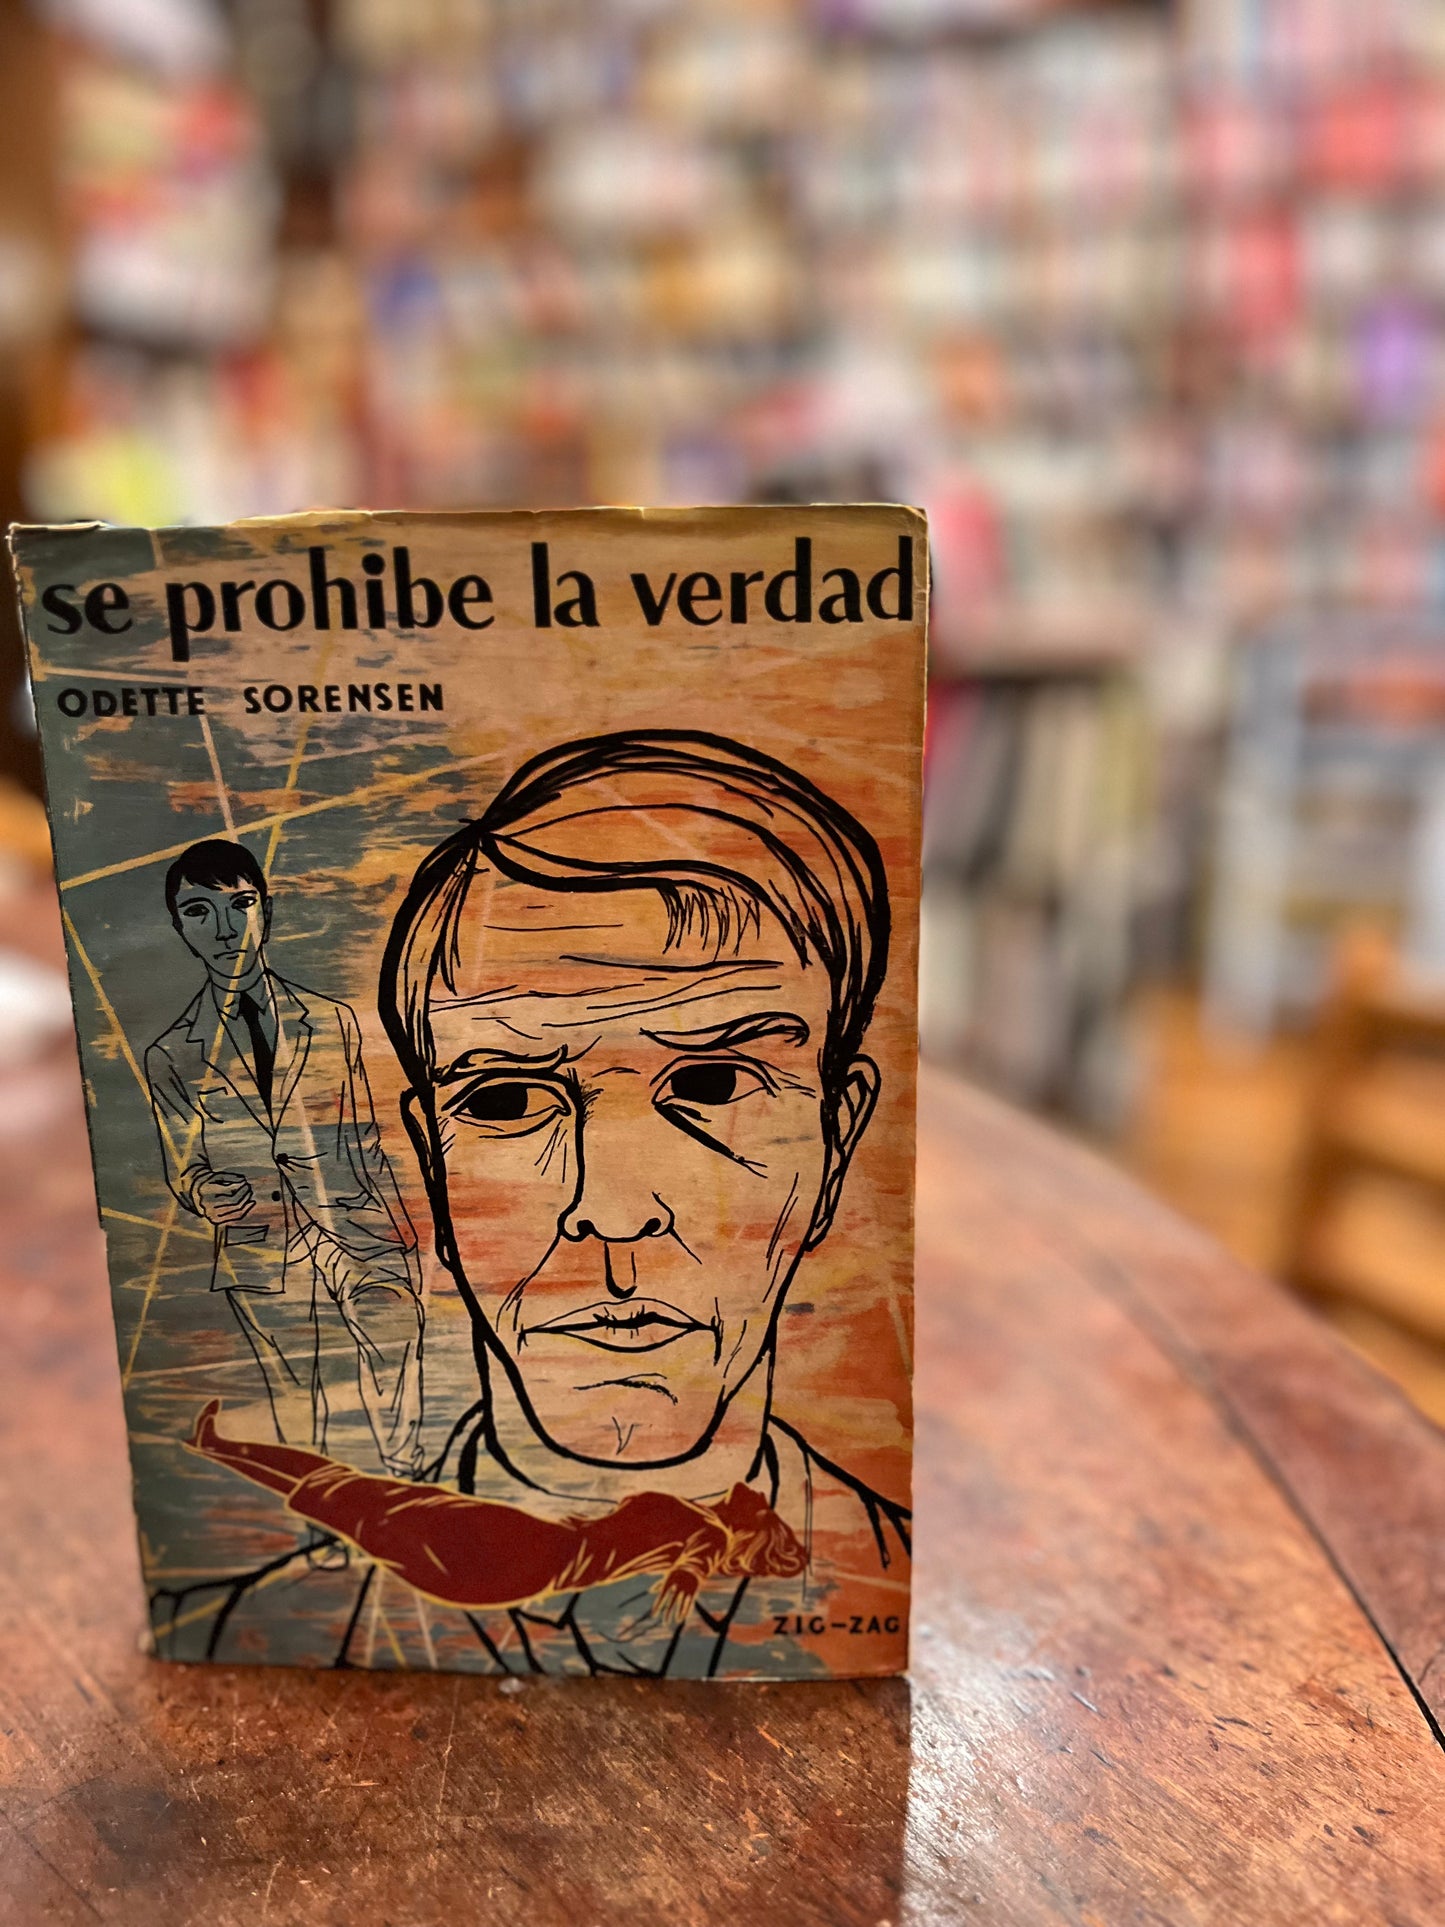 se prohibe la verdad
ODETTE SORENSEN
ZIG-ZAG